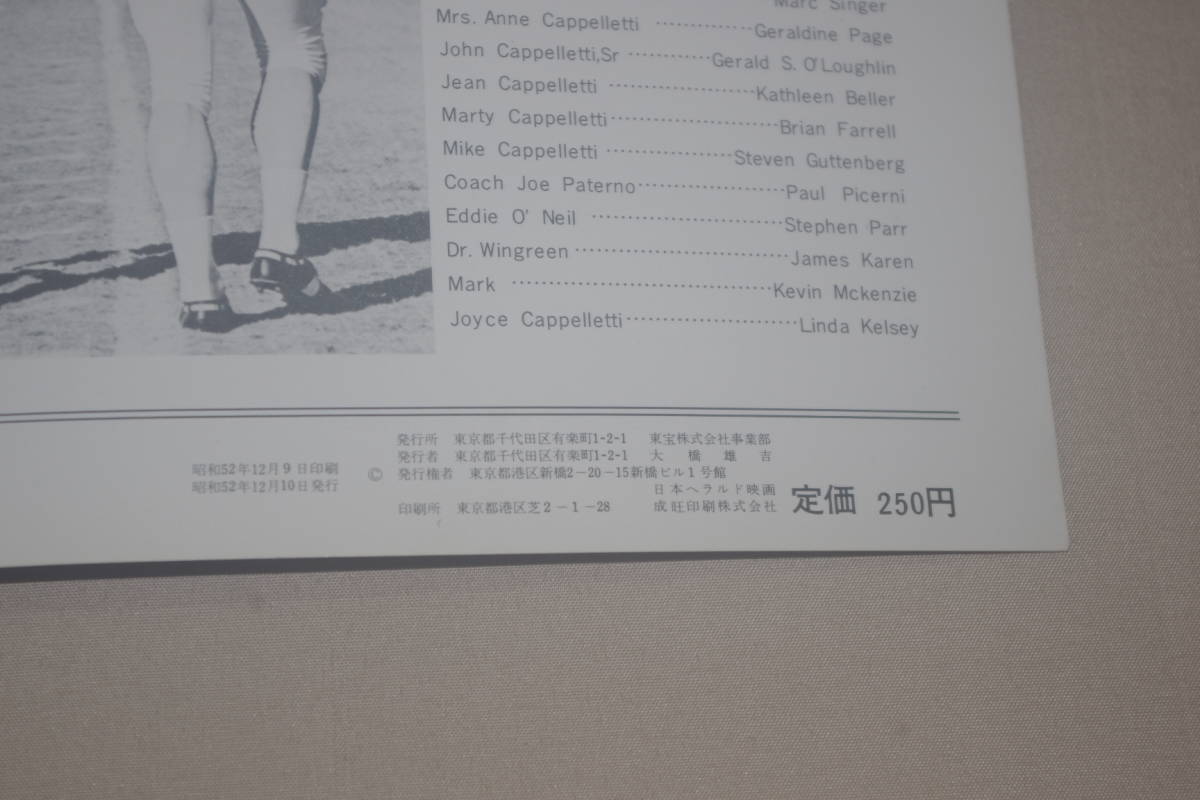 Marc Singer
Mrs. Anne Cappelletti ·············· Geraldine Page
John Cappelletti,Sr ············ Gerald S. O'Loughlin
Jean Cappelletti ····················· Kathleen Beller
Marty Cappelletti ························ Brian Farrell
Mike Cappelletti ·················· Steven Guttenberg
Coach Joe Paterno ····················· Paul Picerni
Eddie O' Neil ··························· Stephen Parr
Dr. Wingreen ······························ James Karen
Mark ····································· Kevin Mckenzie
Joyce Cappelletti ························ Linda Kelsey
昭和52年12月9日印刷
昭和52年12月10日発行
発行所 東京都千代田区有楽町1-2-1 東宝株式会社事業部
発行者 東京都千代田区有楽町1-2-1 大橋雄吉
© 発行権者 東京都港区新橋2−20−15新橋ビル1号館
日本ヘラルド映画
印刷所 東京都港区芝2−1−28 成旺印刷株式会社
定価 250円